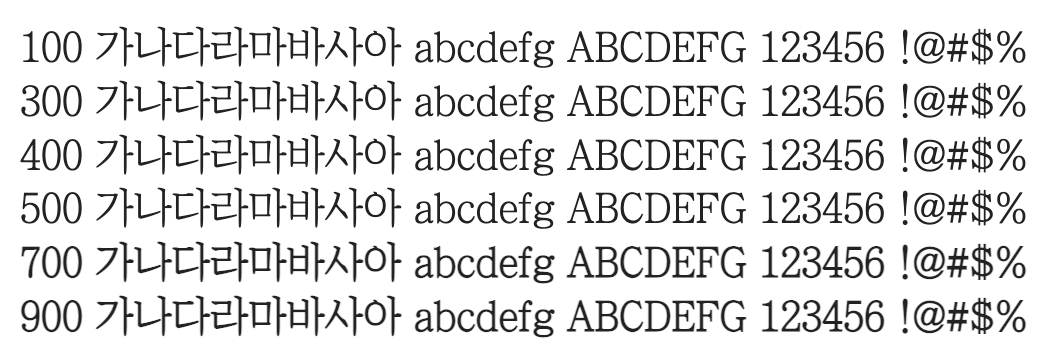 100 가나다라마바사아 abcdefg ABCDEFG 123456 !@#$%
300 가나다라마바사아 abcdefg ABCDEFG 123456 !@#$%
400 가나다라마바사아 abcdefg ABCDEFG 123456 !@#$%
500 가나다라마바사아 abcdefg ABCDEFG 123456 !@#$%
700 가나다라마바사아 abcdefg ABCDEFG 123456 !@#$%
900 가나다라마바사아 abcdefg ABCDEFG 123456 !@#$%